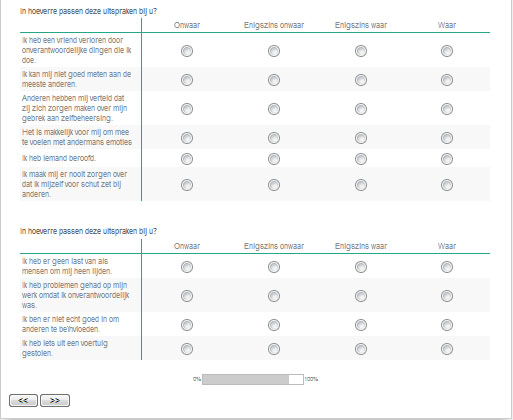 In hoeverre passen deze uitspraken bij u?
Onwaar Enigszins onwaar Enigszins waar Waar
Ik heb een vriend verloren door
onverantwoordelijke dingen die ik
doe.
Ik kan mij niet goed meten aan de
meeste anderen.
Anderen hebben mij verteld dat
zij zich zorgen maken over mijn
gebrek aan zelfbeheersing.
Het is makkelijk voor mij om mee
te voelen met andermans emoties
Ik heb iemand beroofd.
Ik maak mij er nooit zorgen over
dat ik mijzelf voor schut zet bij
anderen.
In hoeverre passen deze uitspraken bij u?
Onwaar Enigszins onwaar Enigszins waar Waar
Ik heb er geen last van als
mensen om mij heen lijden.
Ik heb problemen gehad op mijn
werk omdat ik onverantwoordelijk
was.
Ik ben er niet echt goed in om
anderen te beïnvloeden.
Ik heb iets uit een voertuig
gestolen.
0% 100%
<< >>